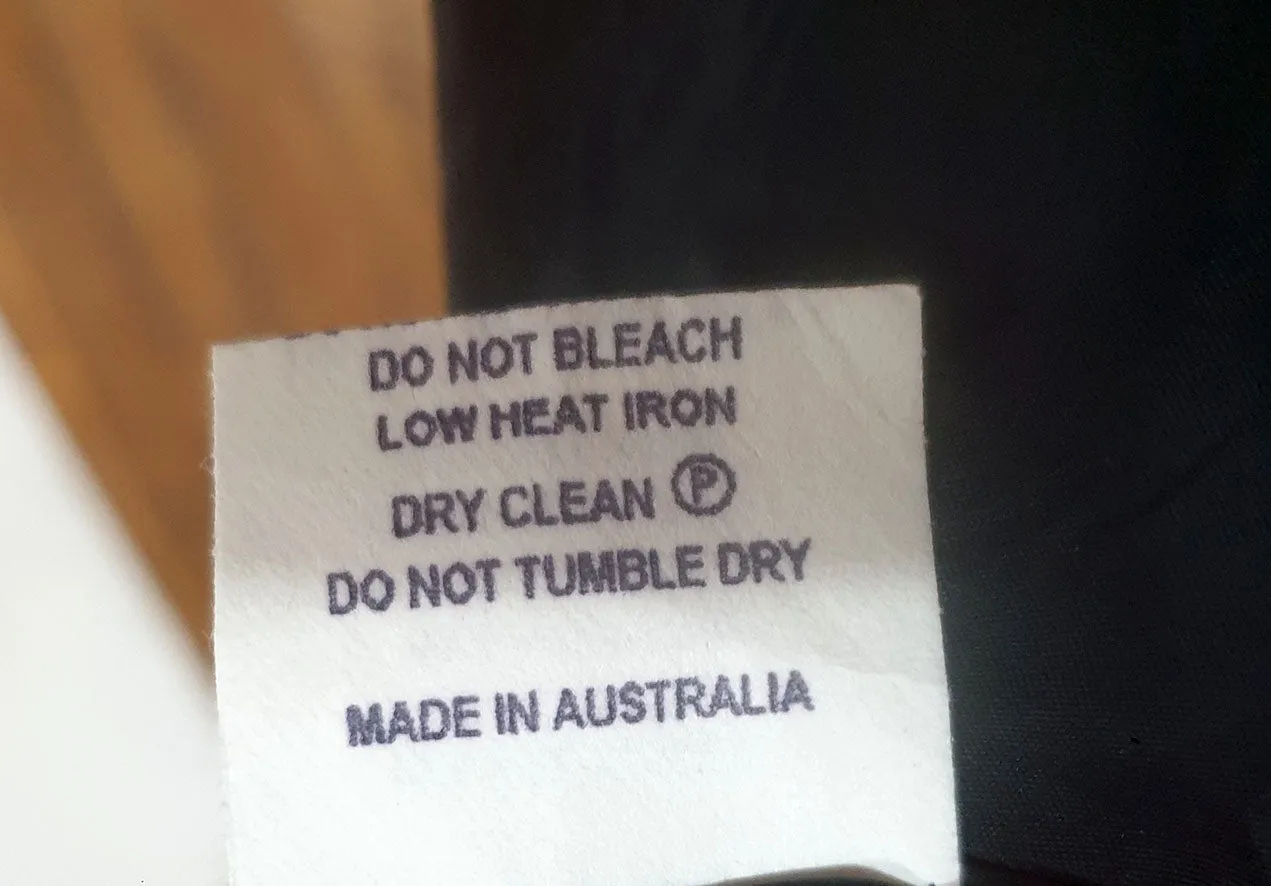 DO NOT BLEACH
LOW HEAT IRON
DRY CLEAN Ⓟ
DO NOT TUMBLE DRY
MADE IN AUSTRALIA